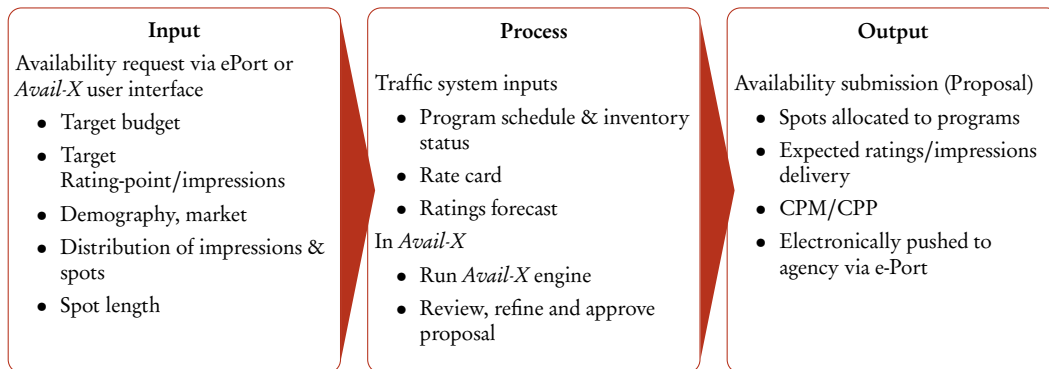 Input
Availability request via ePort or
Avail-X user interface
• Target budget
• Target
Rating-point/impressions
• Demography, market
• Distribution of impressions &
spots
• Spot length
Process
Traffic system inputs
• Program schedule & inventory
status
• Rate card
• Ratings forecast
In Avail-X
• Run Avail-X engine
• Review, refine and approve
proposal
Output
Availability submission (Proposal)
• Spots allocated to programs
• Expected ratings/impressions
delivery
• CPM/CPP
• Electronically pushed to
agency via e-Port